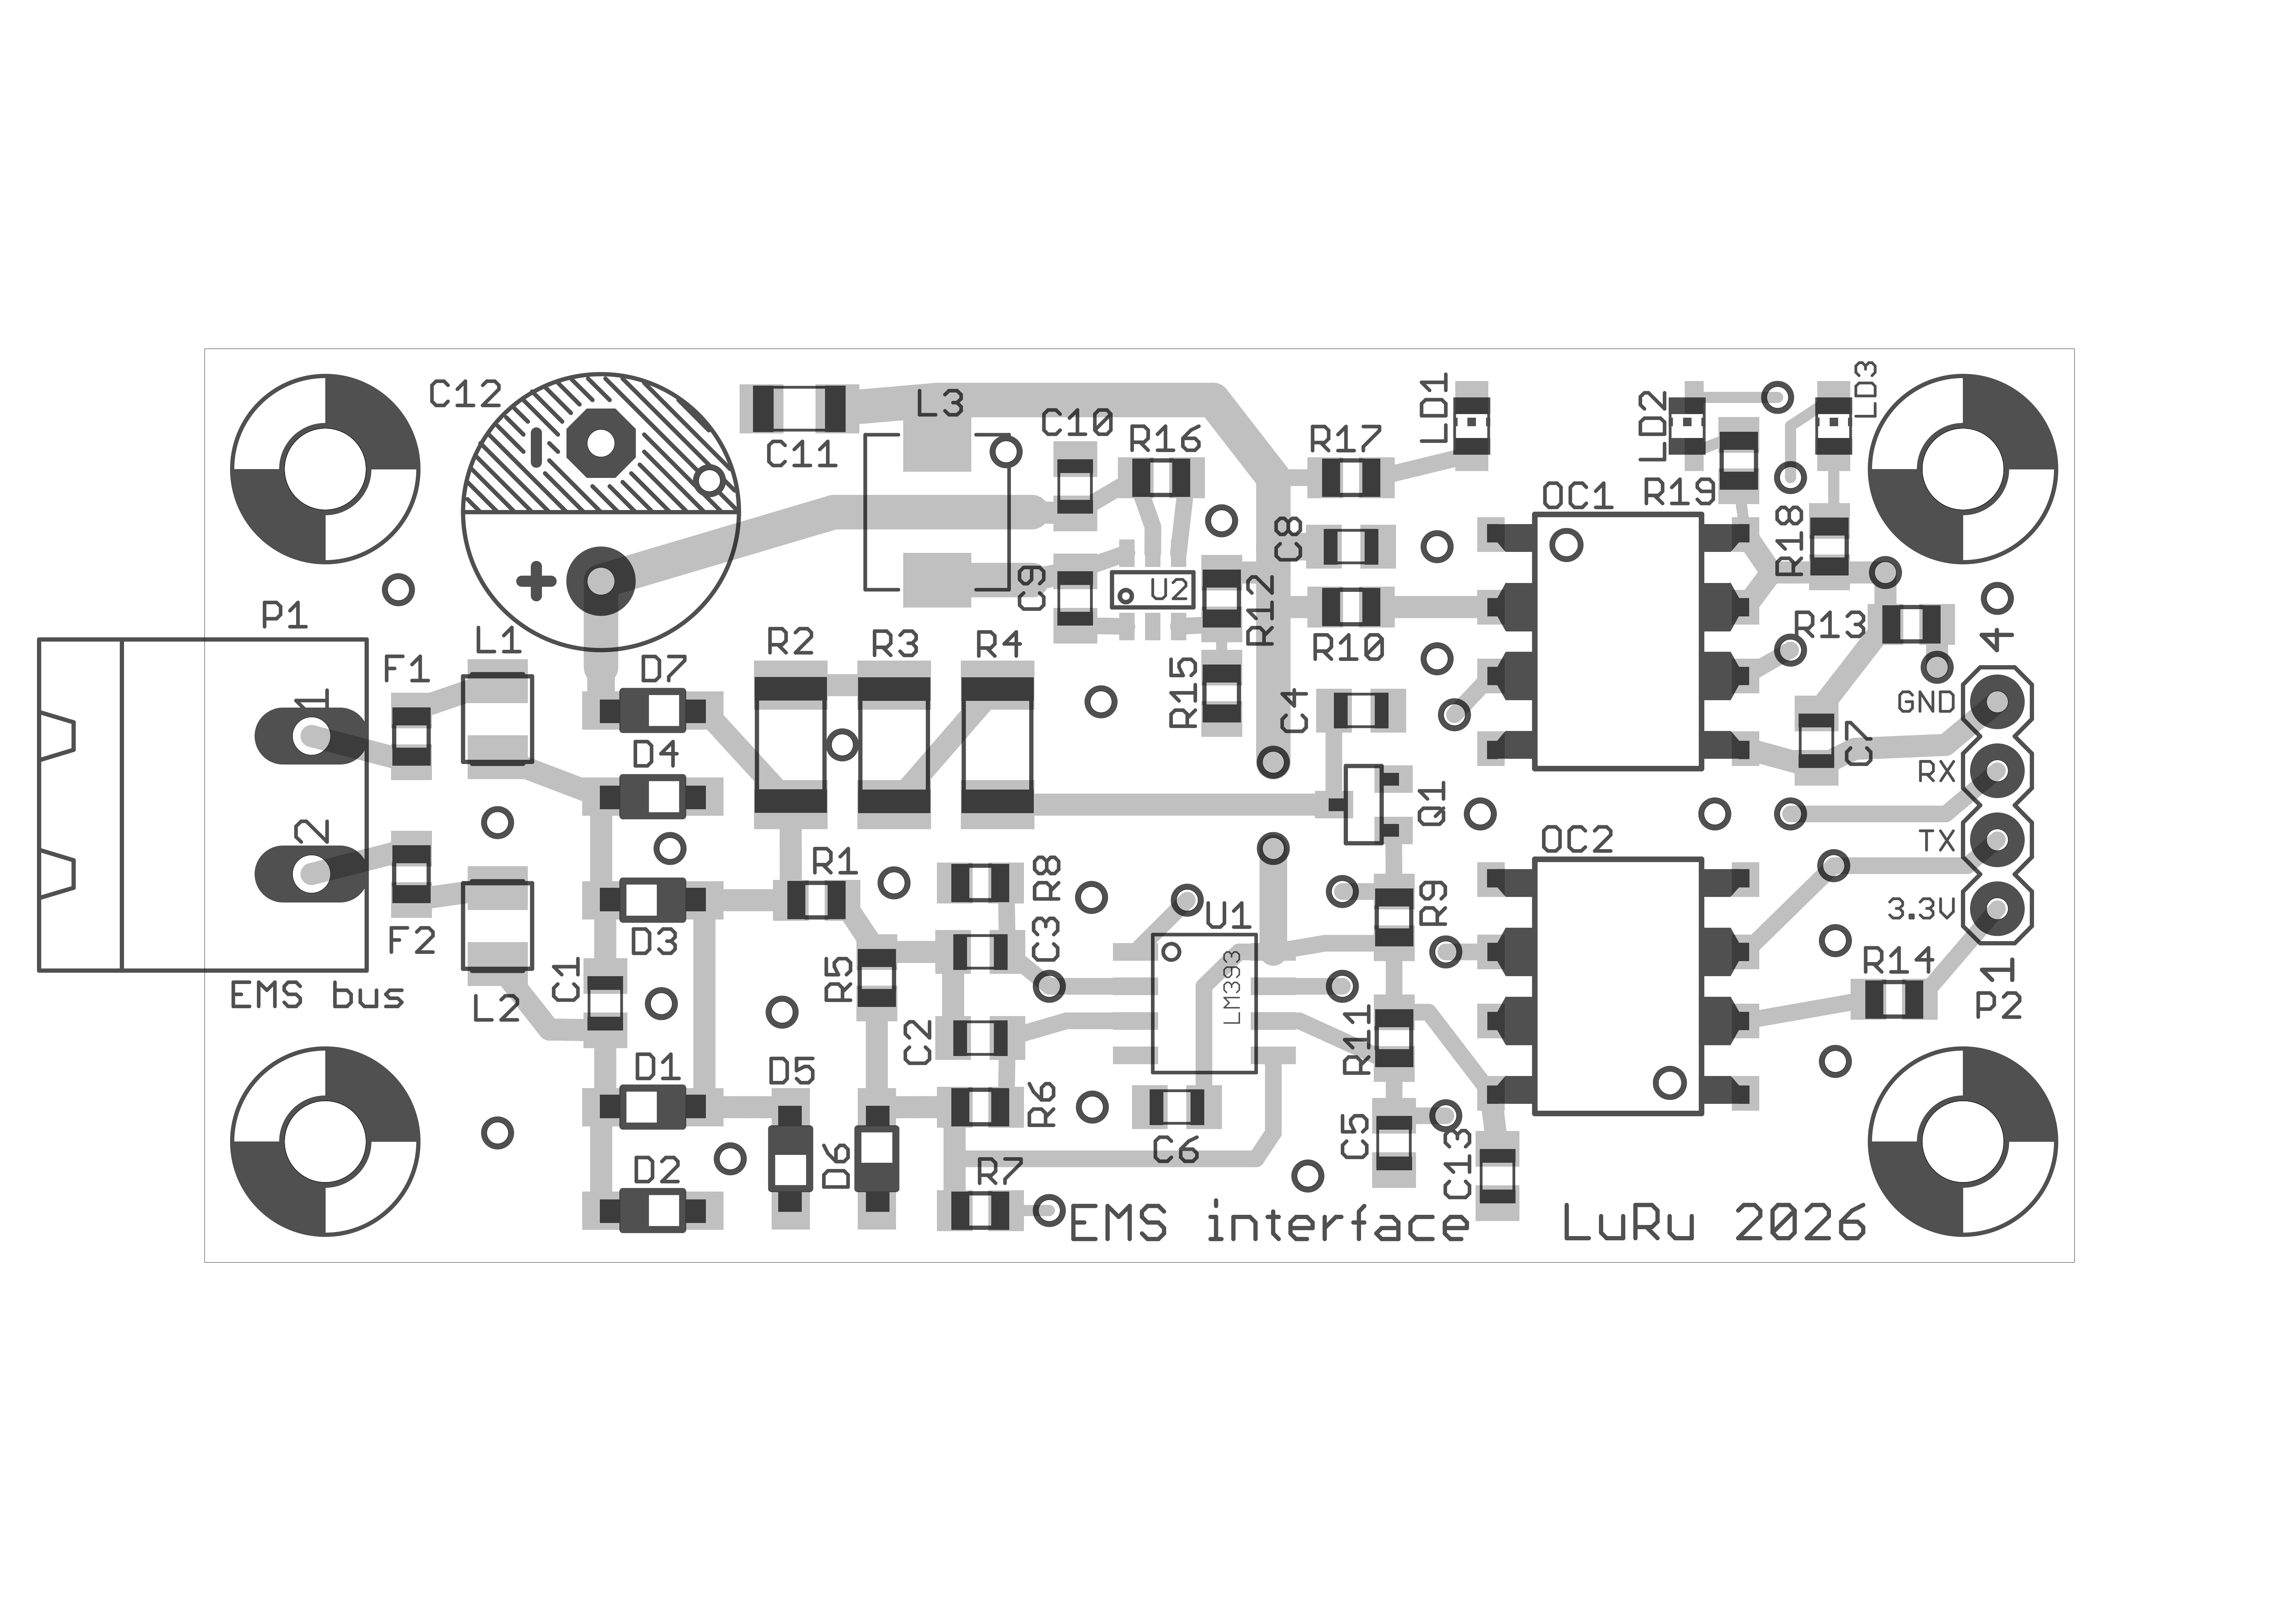 C12
L3
C10
R16
R17
LD1
LD2
LD3
C11
OC1
R19
C8
R18
P1
C9
U2
R12
R13
4
L1
R2
R3
R4
R10
F1
D7
R15
C4
GND
1
D4
C7
RX
Q1
2
R1
OC2
TX
R8
R9
U1
3.3V
F2
D3
C3
R14
C1
R5
LM393
1
EMS bus
L2
P2
C2
R11
D1
D5
R6
C5
C6
D2
D6
R7
C13
EMS interface
LuRu 2026